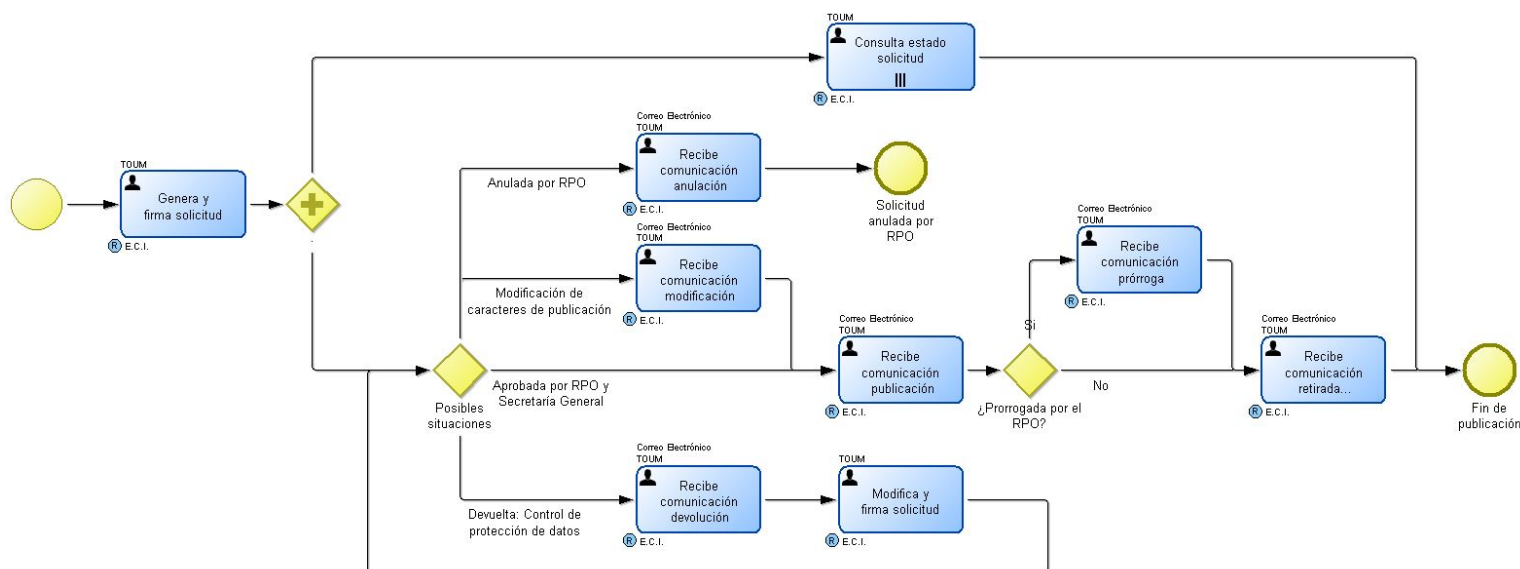 TOUM
Consulta estado
solicitud
R E.C.I.
Correo Electrónico
TOUM
Recibe
comunicación
anulación
R E.C.I.
Anulada por RPO
Solicitud
anulada por
RPO
TOUM
Genera y
firma solicitud
R E.C.I.
Correo Electrónico
TOUM
Recibe
comunicación
modificación
R E.C.I.
Modificación de
caracteres de publicación
Correo Electrónico
TOUM
Recibe
comunicación
prórroga
R E.C.I.
Posibles
situaciones
Aprobada por RPO y
Secretaría General
Correo Electrónico
TOUM
Recibe
comunicación
publicación
R E.C.I.
Si
¿Prorrogada por el
RPO?
No
Correo Electrónico
TOUM
Recibe
comunicación
retirada...
R E.C.I.
Fin de
publicación
Devuelta: Control de
protección de datos
Correo Electrónico
TOUM
Recibe
comunicación
devolución
R E.C.I.
TOUM
Modifica y
firma solicitud
R E.C.I.